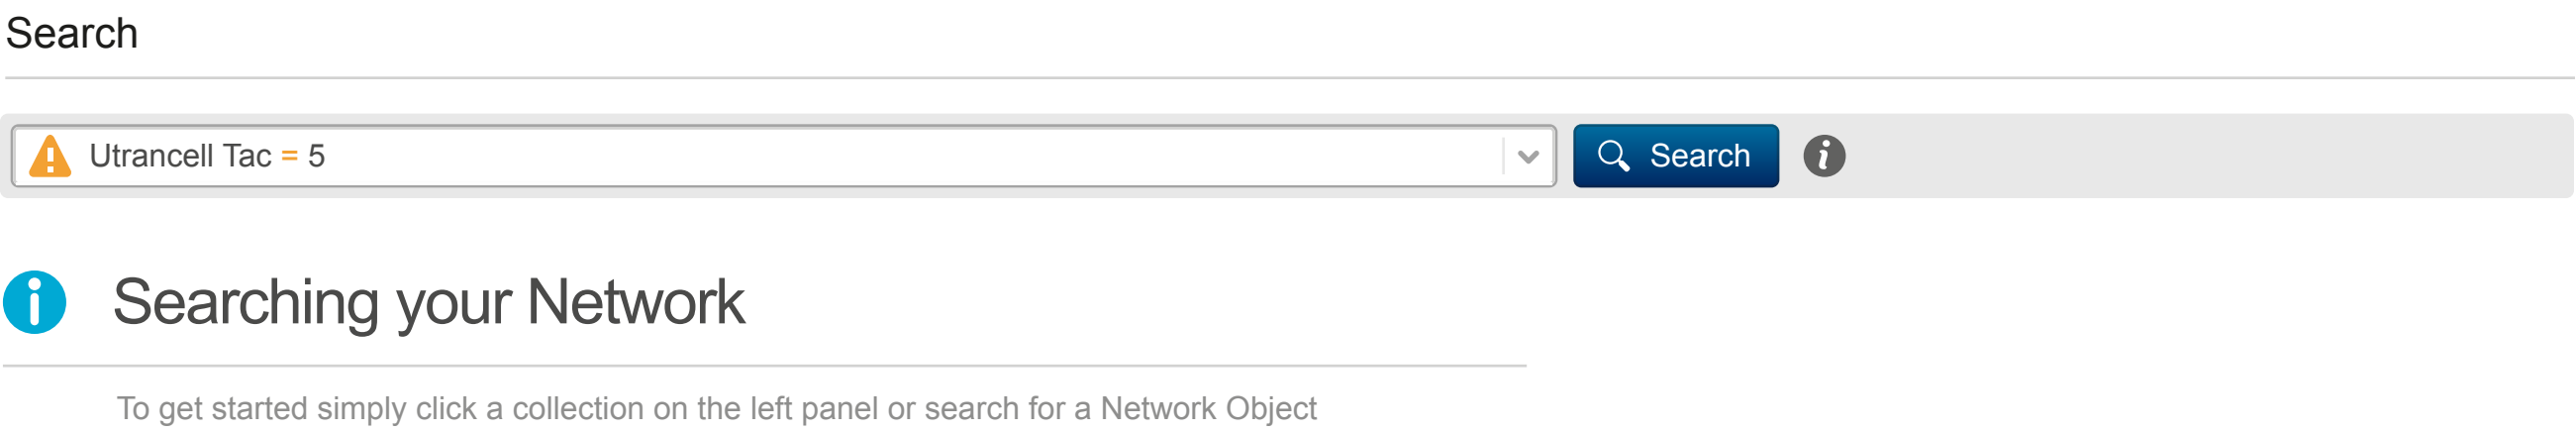 Search
Utrancell Tac = 5
Search
Searching your Network
To get started simply click a collection on the left panel or search for a Network Object